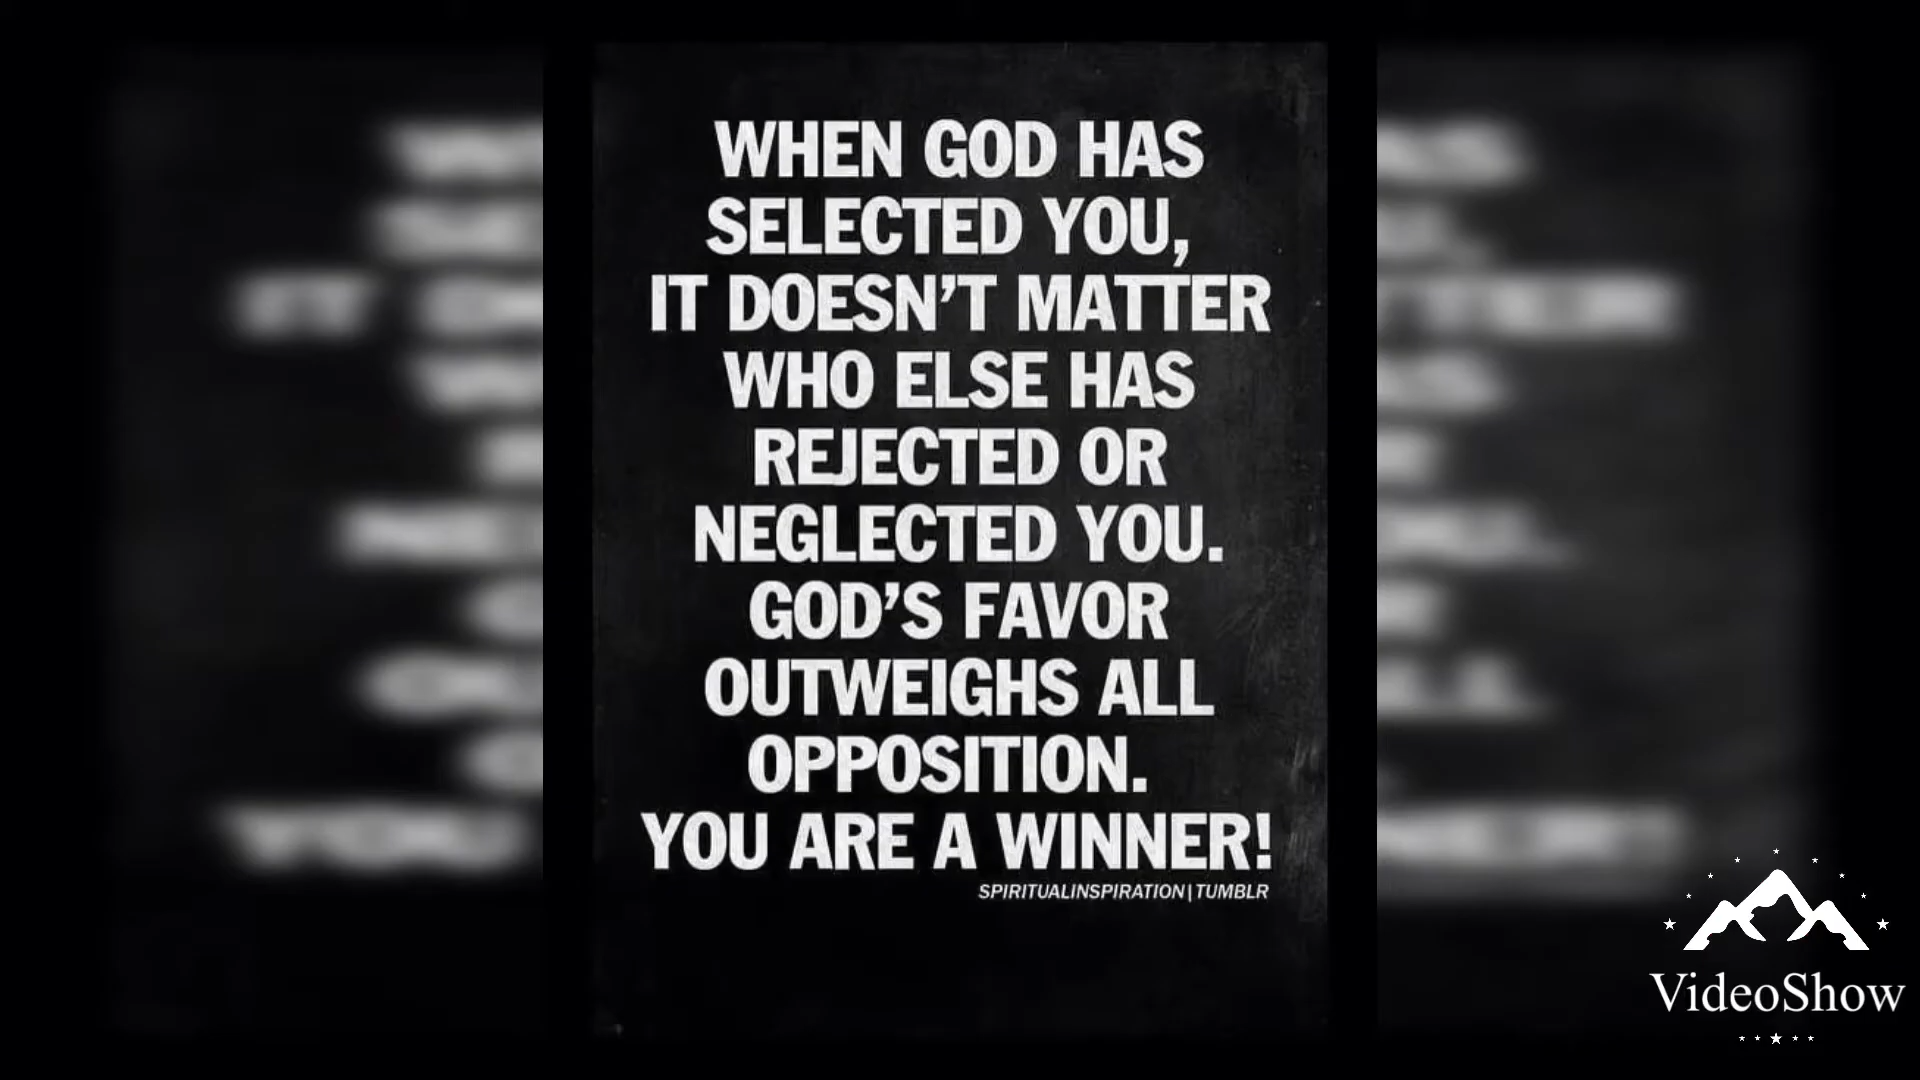 WHEN GOD HAS
SELECTED YOU,
IT DOESN'T MATTER
WHO ELSE HAS
REJECTED OR
NEGLECTED YOU.
GOD'S FAVOR
OUTWEIGHS ALL
OPPOSITION.
YOU ARE A WINNER!
SPIRITUALINSPIRATION|TUMBLR
VideoShow